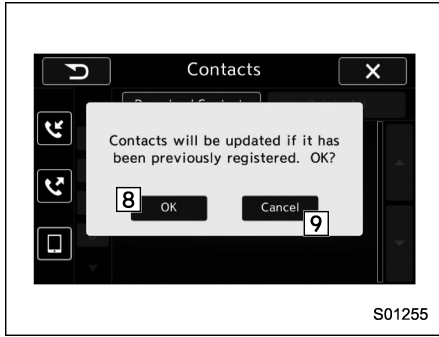 Contacts
Contacts will be updated if it has
been previously registered. OK?
8
OK
Cancel
9
S01255